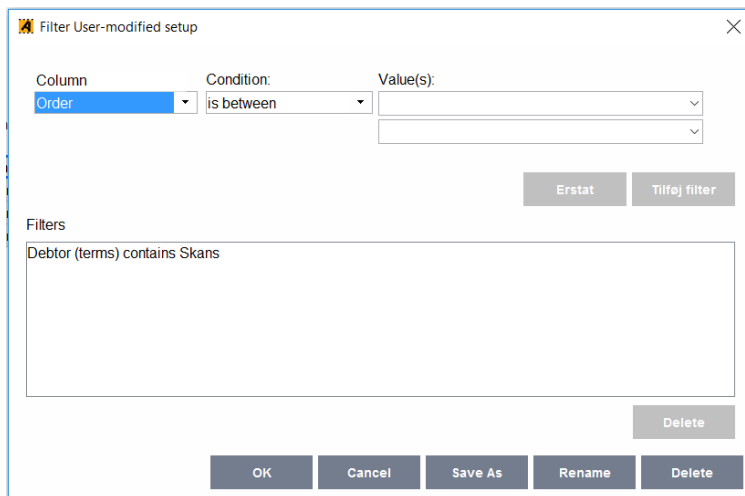 Filter User-modified setup
Column Condition: Value(s):
Order is between
Erstat Tilføj filter
Filters
Debtor (terms) contains Skans
Delete
OK Cancel Save As Rename Delete